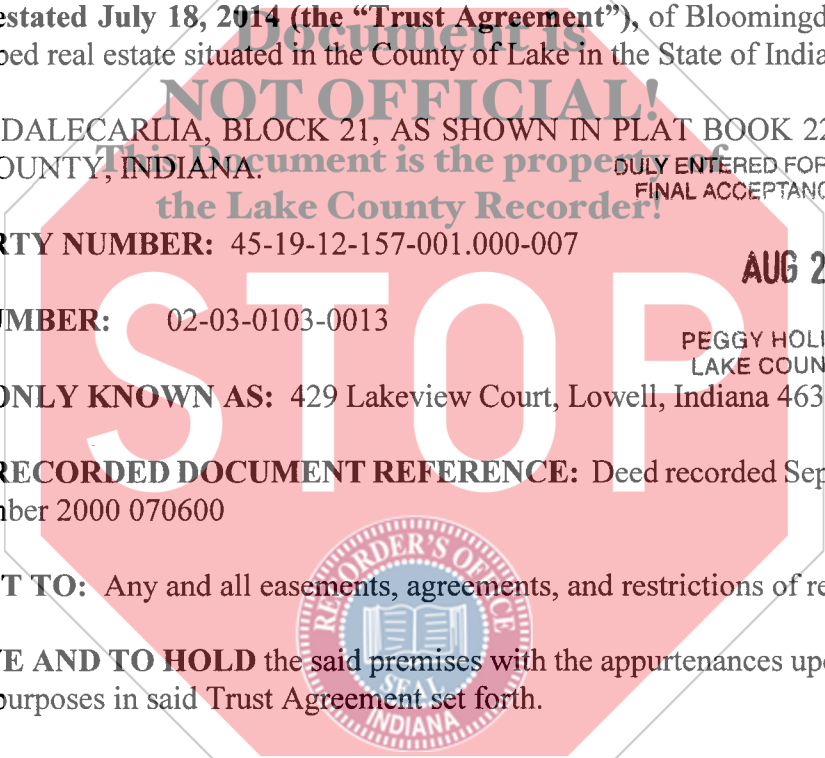 estated July 18, 2014 (the “Trust Agreement”), of Bloomingd
Document is
bed real estate situated in the County of Lake in the State of India
NOT OFFICIAL!
DALECARLIA, BLOCK 21, AS SHOWN IN PLAT BOOK 22
This Document is the property of
OUNTY, INDIANA.
DULY ENTERED FOR
FINAL ACCEPTANC
the Lake County Recorder!
RTY NUMBER: 45-19-12-157-001.000-007
AUG 2
UMBER: 02-03-0103-0013
PEGGY HOLI
LAKE COUN
STOP
ONLY KNOWN AS: 429 Lakeview Court, Lowell, Indiana 463
RECORDED DOCUMENT REFERENCE: Deed recorded Sep
ber 2000 070600
RECORDER'S OFFICE
T TO: Any and all easements, agreements, and restrictions of re
E AND TO HOLD the said premises with the appurtenances up
SEAL
purposes in said Trust Agreement set forth.
INDIANA